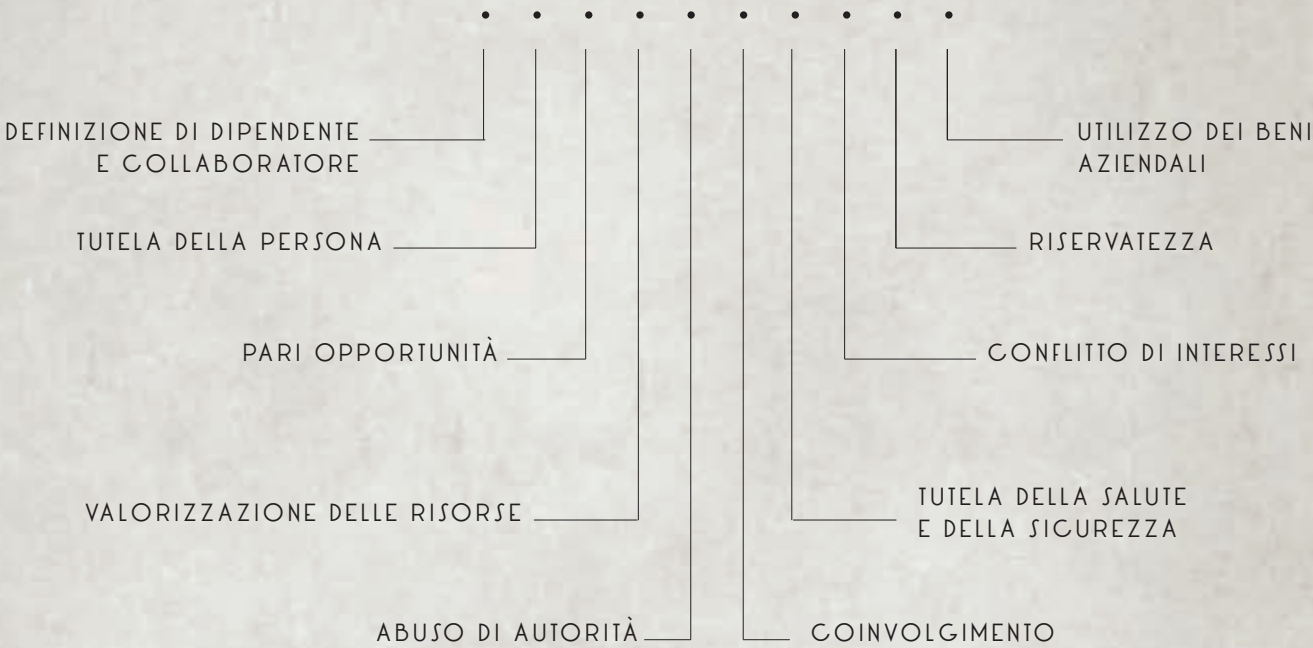 DEFINIZIONE DI DIPENDENTE
E COLLABORATORE
TUTELA DELLA PERSONA
PARI OPPORTUNITÀ
VALORIZZAZIONE DELLE RISORSE
ABUSO DI AUTORITÀ
COINVOLGIMENTO
TUTELA DELLA SALUTE
E DELLA SICUREZZA
CONFLITTO DI INTERESSI
RISERVATEZZA
UTILIZZO DEI BENI
AZIENDALI